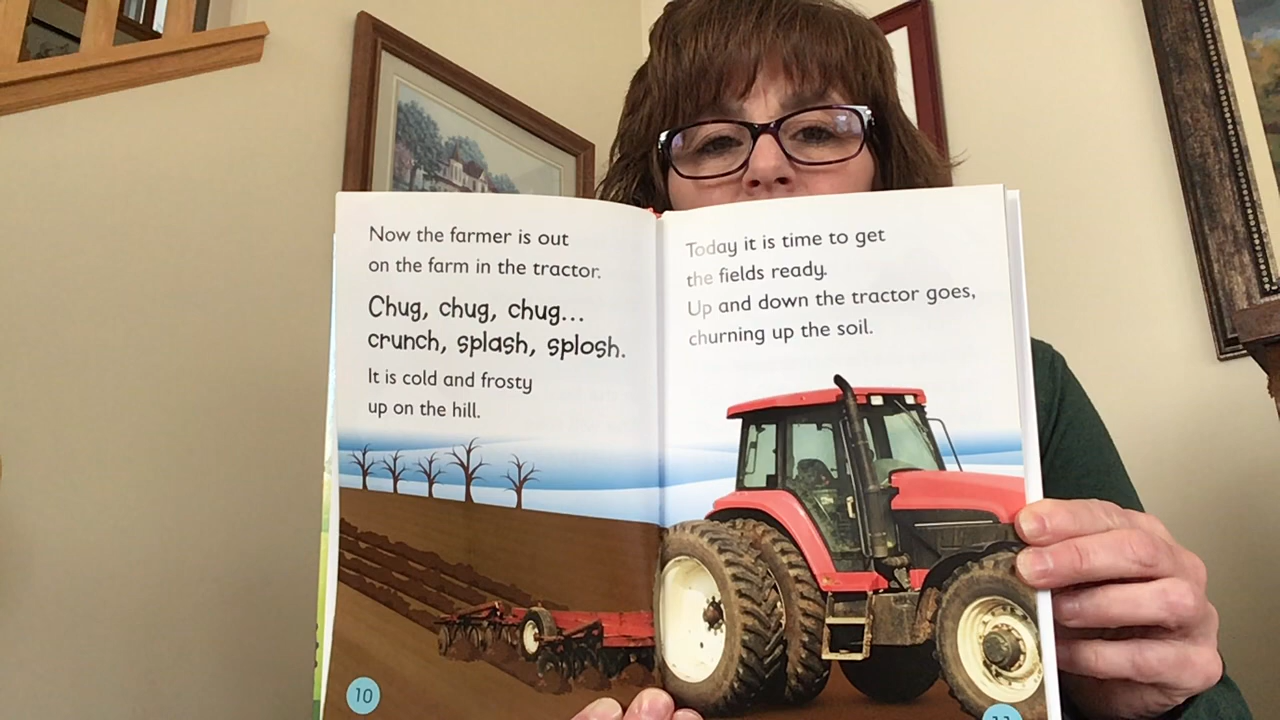 Now the farmer is out
on the farm in the tractor.
Chug, chug, chug...
crunch, splash, splosh.
It is cold and frosty
up on the hill.
10
Today it is time to get
the fields ready.
Up and down the tractor goes,
churning up the soil.
11